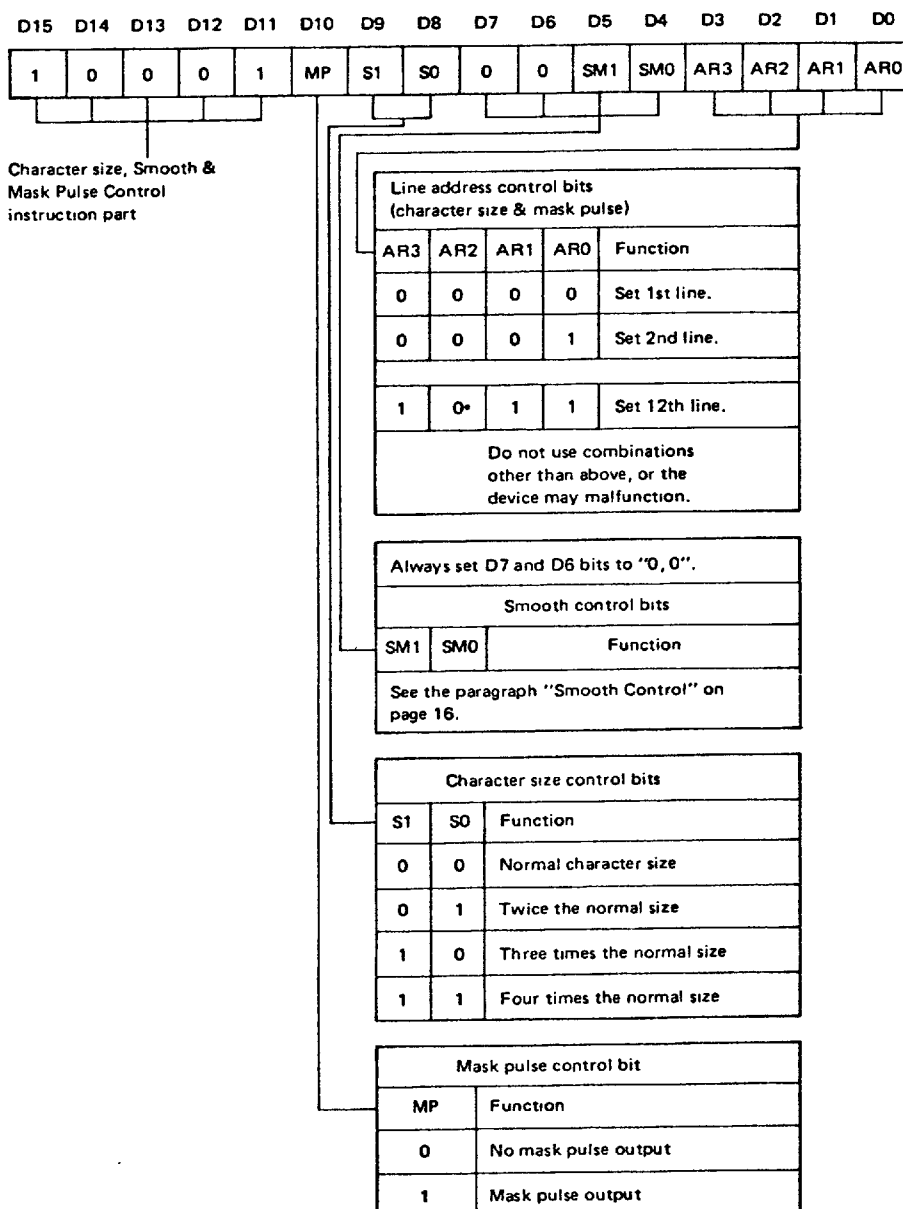 D15 D14 D13 D12 D11 D10 D9 D8 D7 D6 D5 D4 D3 D2 D1 D0
1 0 0 0 1 MP S1 S0 0 0 SM1 SM0 AR3 AR2 AR1 AR0
Character size, Smooth &
Mask Pulse Control
instruction part
Line address control bits
(character size & mask pulse)
AR3 AR2 AR1 AR0 Function
0 0 0 0 Set 1st line.
0 0 0 1 Set 2nd line.
1 0 1 1 Set 12th line.
Do not use combinations
other than above, or the
device may malfunction.
Always set D7 and D6 bits to "0, 0".
Smooth control bits
SM1 SM0 Function
See the paragraph "Smooth Control" on
page 16.
Character size control bits
S1 S0 Function
0 0 Normal character size
0 1 Twice the normal size
1 0 Three times the normal size
1 1 Four times the normal size
Mask pulse control bit
MP Function
0 No mask pulse output
1 Mask pulse output